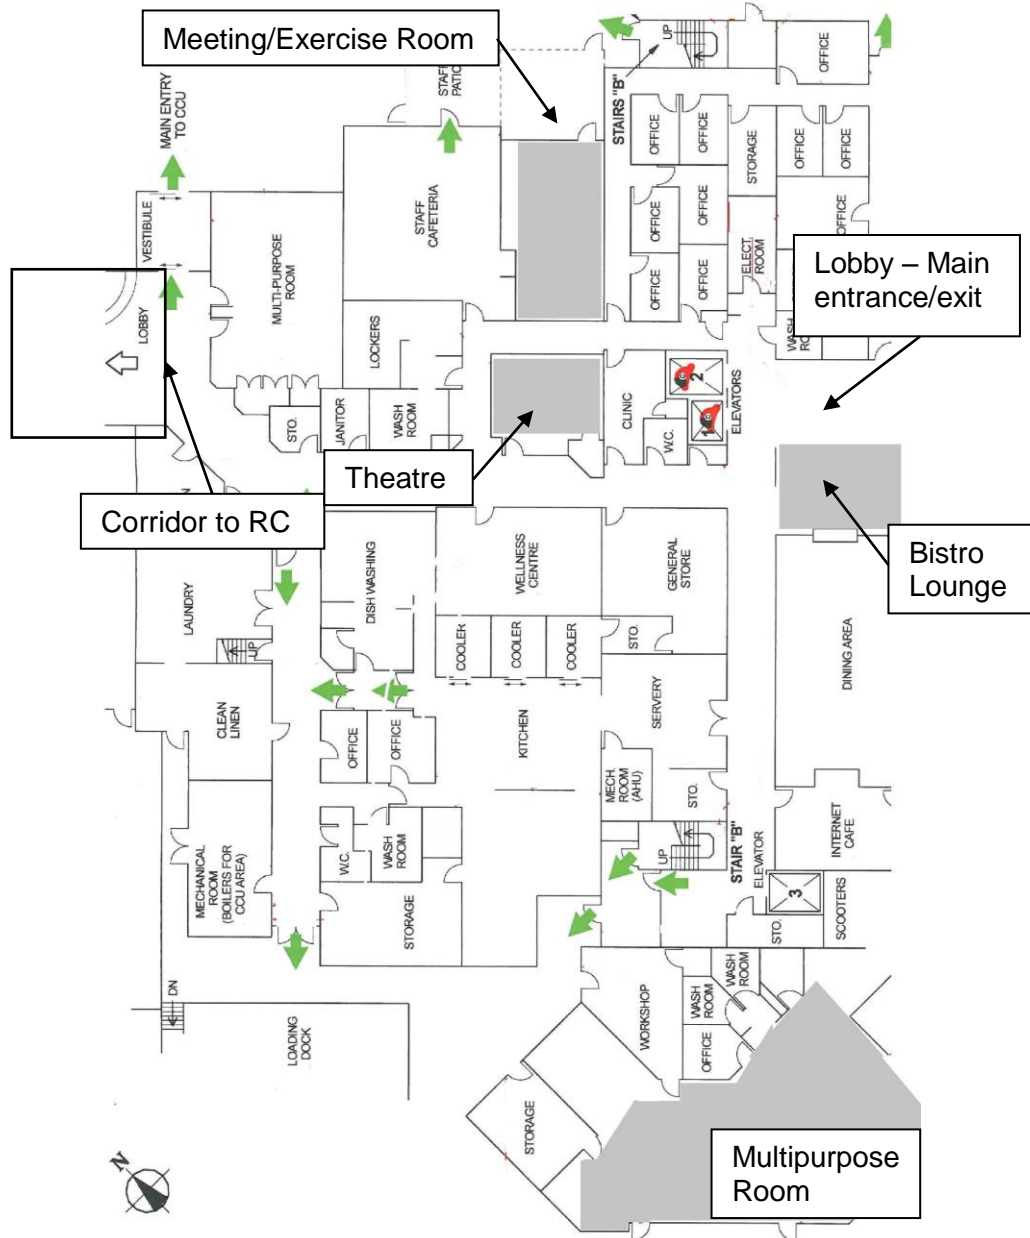 Meeting/Exercise Room
MAIN ENTRY
TO CCU
STAFF
PATIO
UP
STAIRS "B"
OFFICE
OFFICE
OFFICE
STORAGE
OFFICE
OFFICE
VESTIBULE
STAFF
CAFETERIA
OFFICE
OFFICE
OFFICE
OFFICE
OFFICE
ELECT.
ROOM
MULTI-PURPOSE
ROOM
Lobby – Main
entrance/exit
LOBBY
LOCKERS
WASH
STO.
JANITOR
WASH
ROOM
CLINIC
2
1
W.C.
ELEVATORS
Theatre
Corridor to RC
Bistro
Lounge
LAUNDRY
UP
DISH WASHING
WELLNESS
CENTRE
GENERAL
STORE
COOLER
COOLER
COOLER
STO.
DINING AREA
CLEAN
LINEN
OFFICE
OFFICE
KITCHEN
SERVERY
MECH.
ROOM
(AHU)
STO.
MECHANICAL
ROOM
(BOILERS FOR
CCU AREA)
W.C.
WASH
ROOM
STORAGE
UP
STAIR "B"
ELEVATOR
3
INTERNET
CAFE
STO.
SCOOTERS
DN
LOADING
DOCK
WORKSHOP
WASH
ROOM
WASH
ROOM
OFFICE
STORAGE
Multipurpose
Room
N